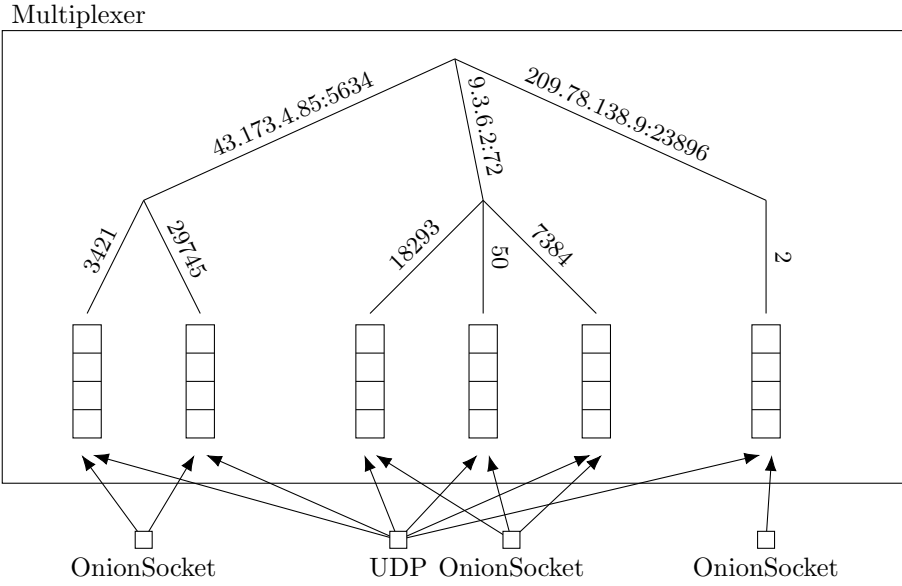 Multiplexer
43.173.4.85:5634
9.3.6.2:72
209.78.138.9:23896
3421
29745
18293
50
7384
2
OnionSocket
UDP
OnionSocket
OnionSocket